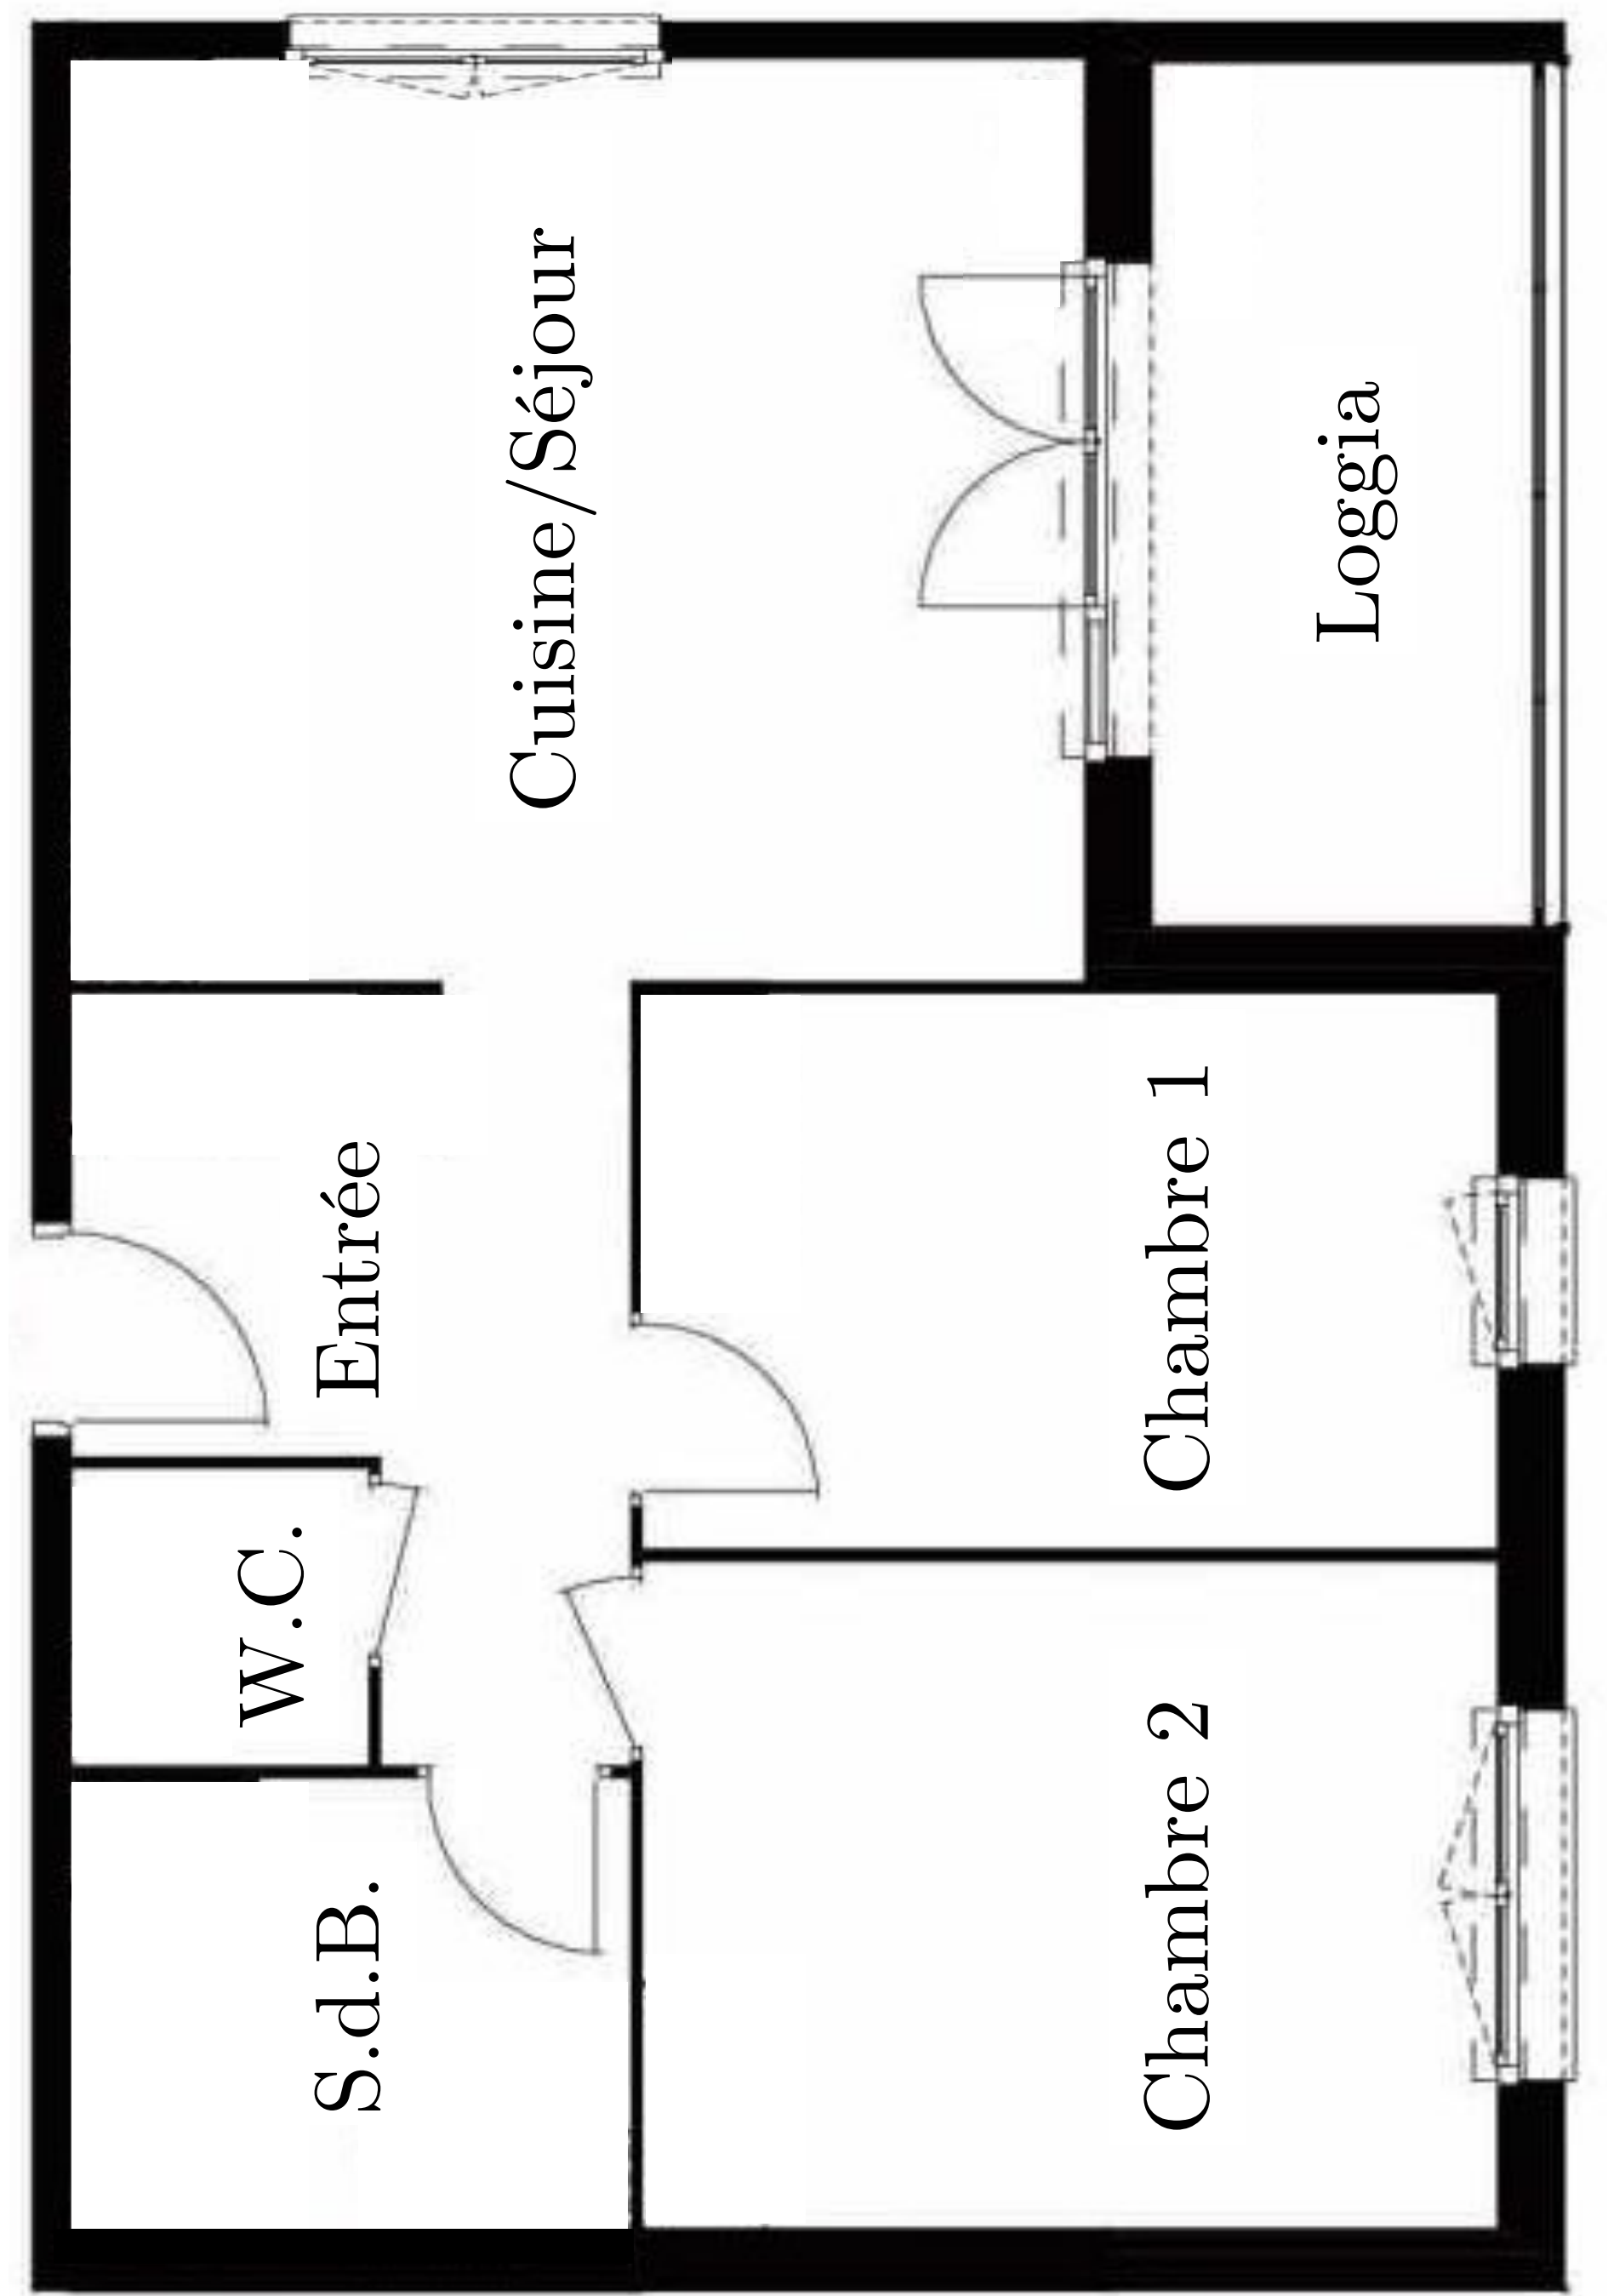 S.d.B.
W.C.
Entrée
Cuisine/Séjour
Chambre 2
Chambre 1
Loggia